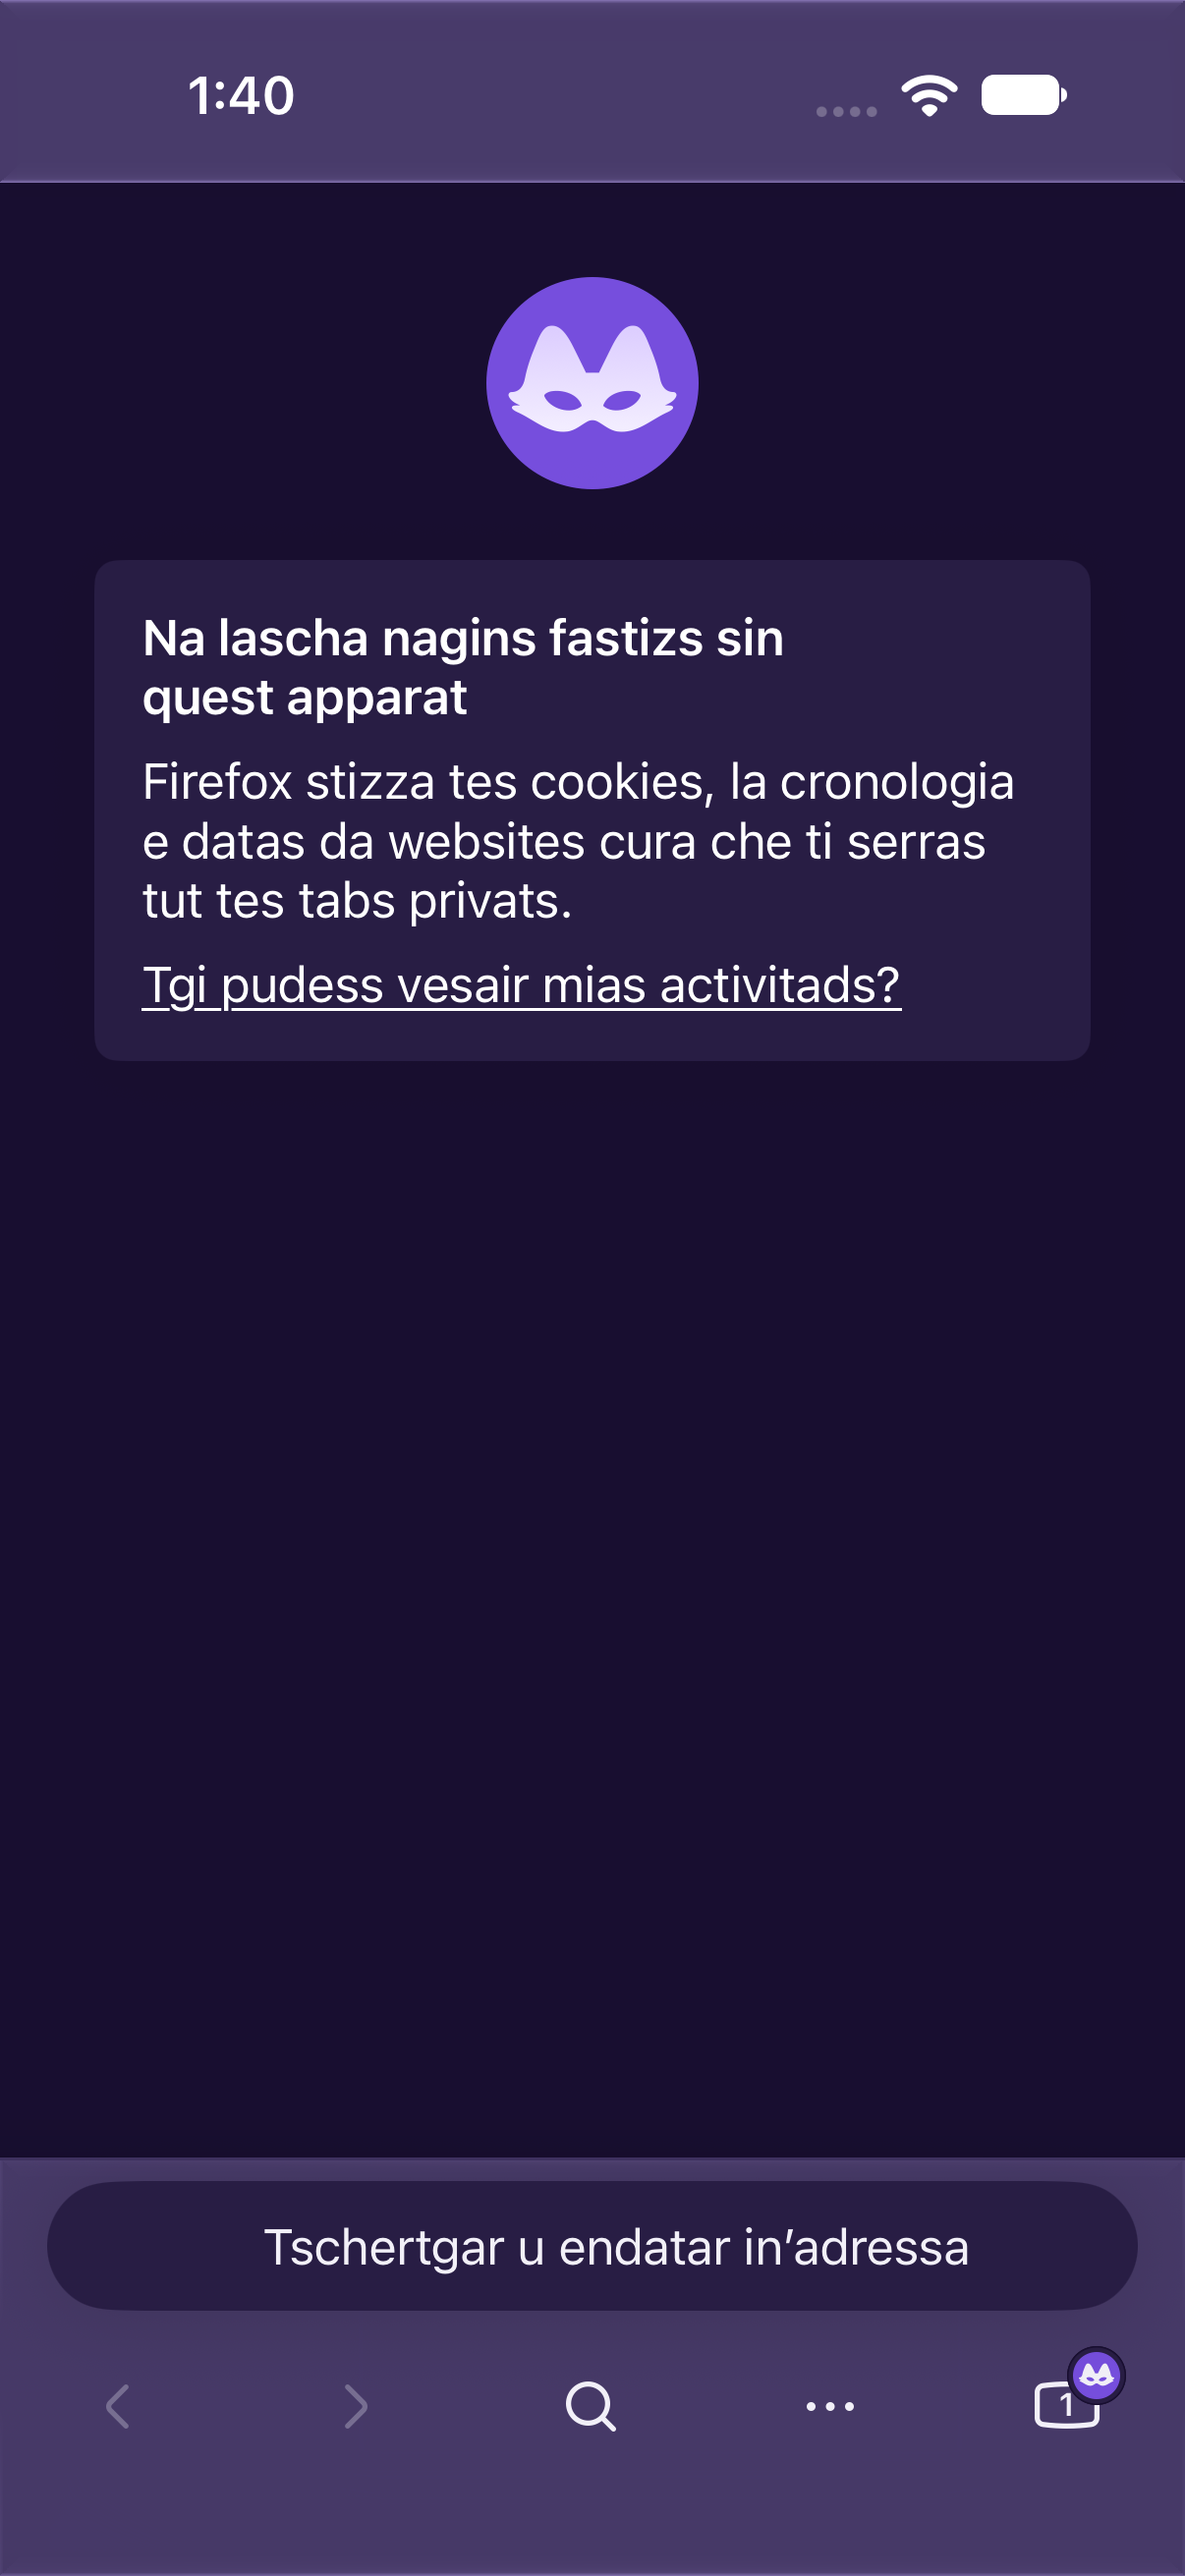 1:40
Na lascha nagins fastizs sin
quest apparat
Firefox stizza tes cookies, la cronologia
e datas da websites cura che ti serras
tut tes tabs privats.
Tgi pudess vesair mias activitads?
Tschertgar u endatar in’adressa
1